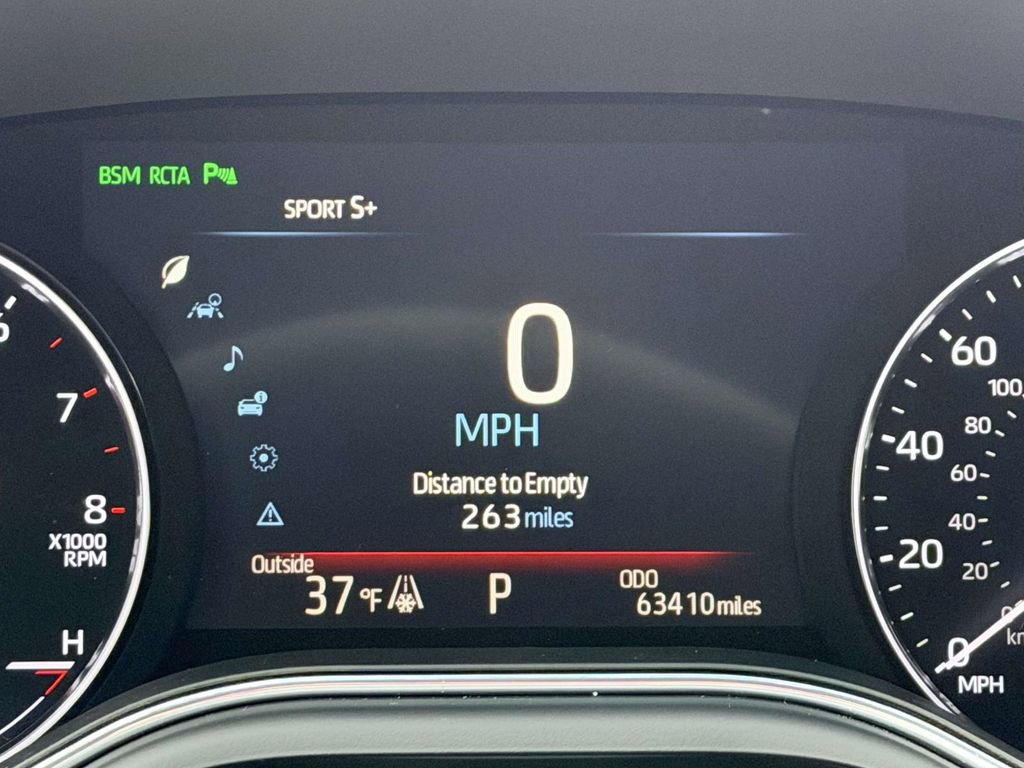 BSM RCTA P
SPORT S+
0
MPH
Distance to Empty
263 miles
Outside
37 °F
P
ODO
63410 miles
7
8
X1000
RPM
H
60
40
20
0
MPH
100
80
60
40
20